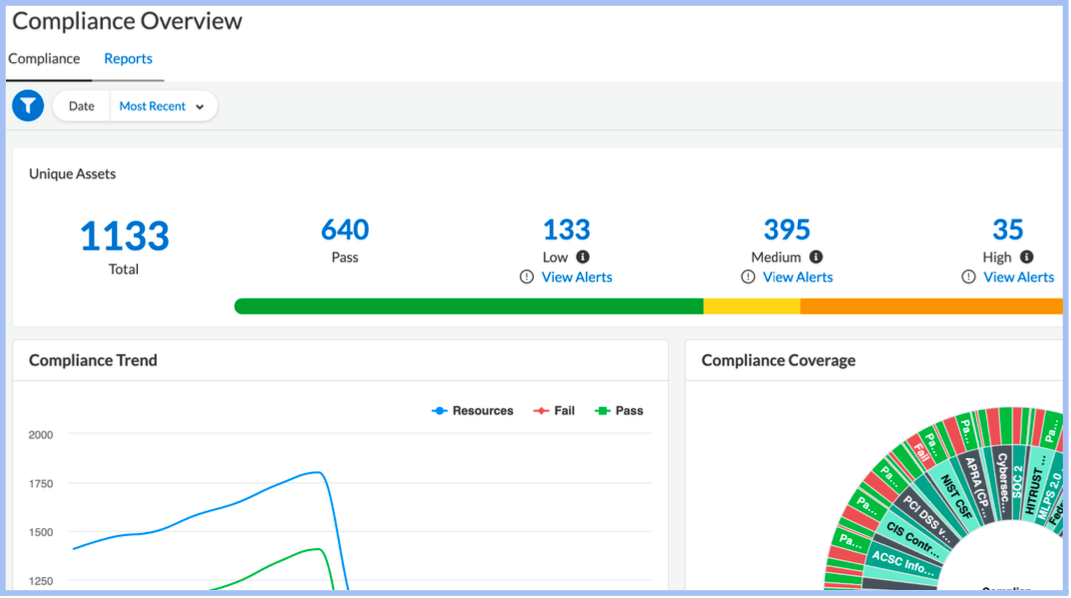 Compliance Overview
Compliance Reports
Date Most Recent
Unique Assets
1133 640 133 395 35
Total Pass Low Medium High
View Alerts View Alerts View Alerts
Compliance Trend
Resources Fail Pass
2000
1750
1500
1250
Compliance Coverage
Pa...
Pa...
Pa...
Pa...
Fail
Pa...
Pa...
Pa...
ACSC Info...
CIS Contr...
PCI DSS v...
NIST CSF
APRA (CP ...
Cybersec...
SOC 2
HITRUST ...
MLPS 2.0